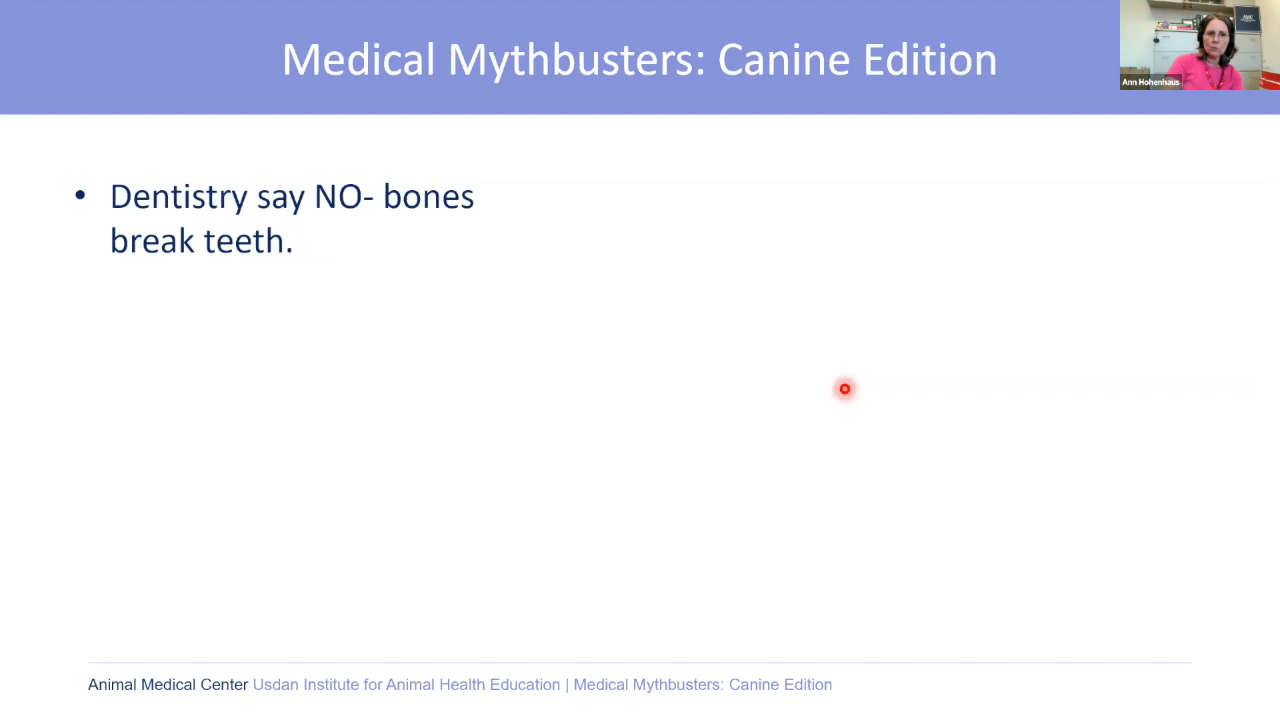 Medical Mythbusters: Canine Edition
Ann Hohenhaus
• Dentistry say NO- bones
break teeth.
Animal Medical Center Usdan Institute for Animal Health Education | Medical Mythbusters: Canine Edition